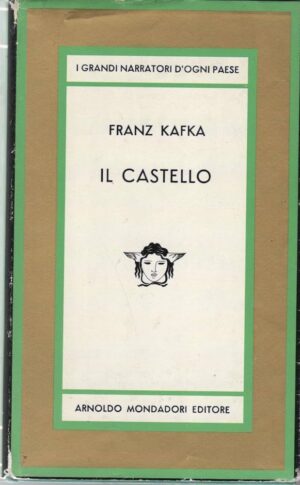 I GRANDI NARRATORI D'OGNI PAESE
FRANZ KAFKA
IL CASTELLO
ARNOLDO MONDADORI EDITORE